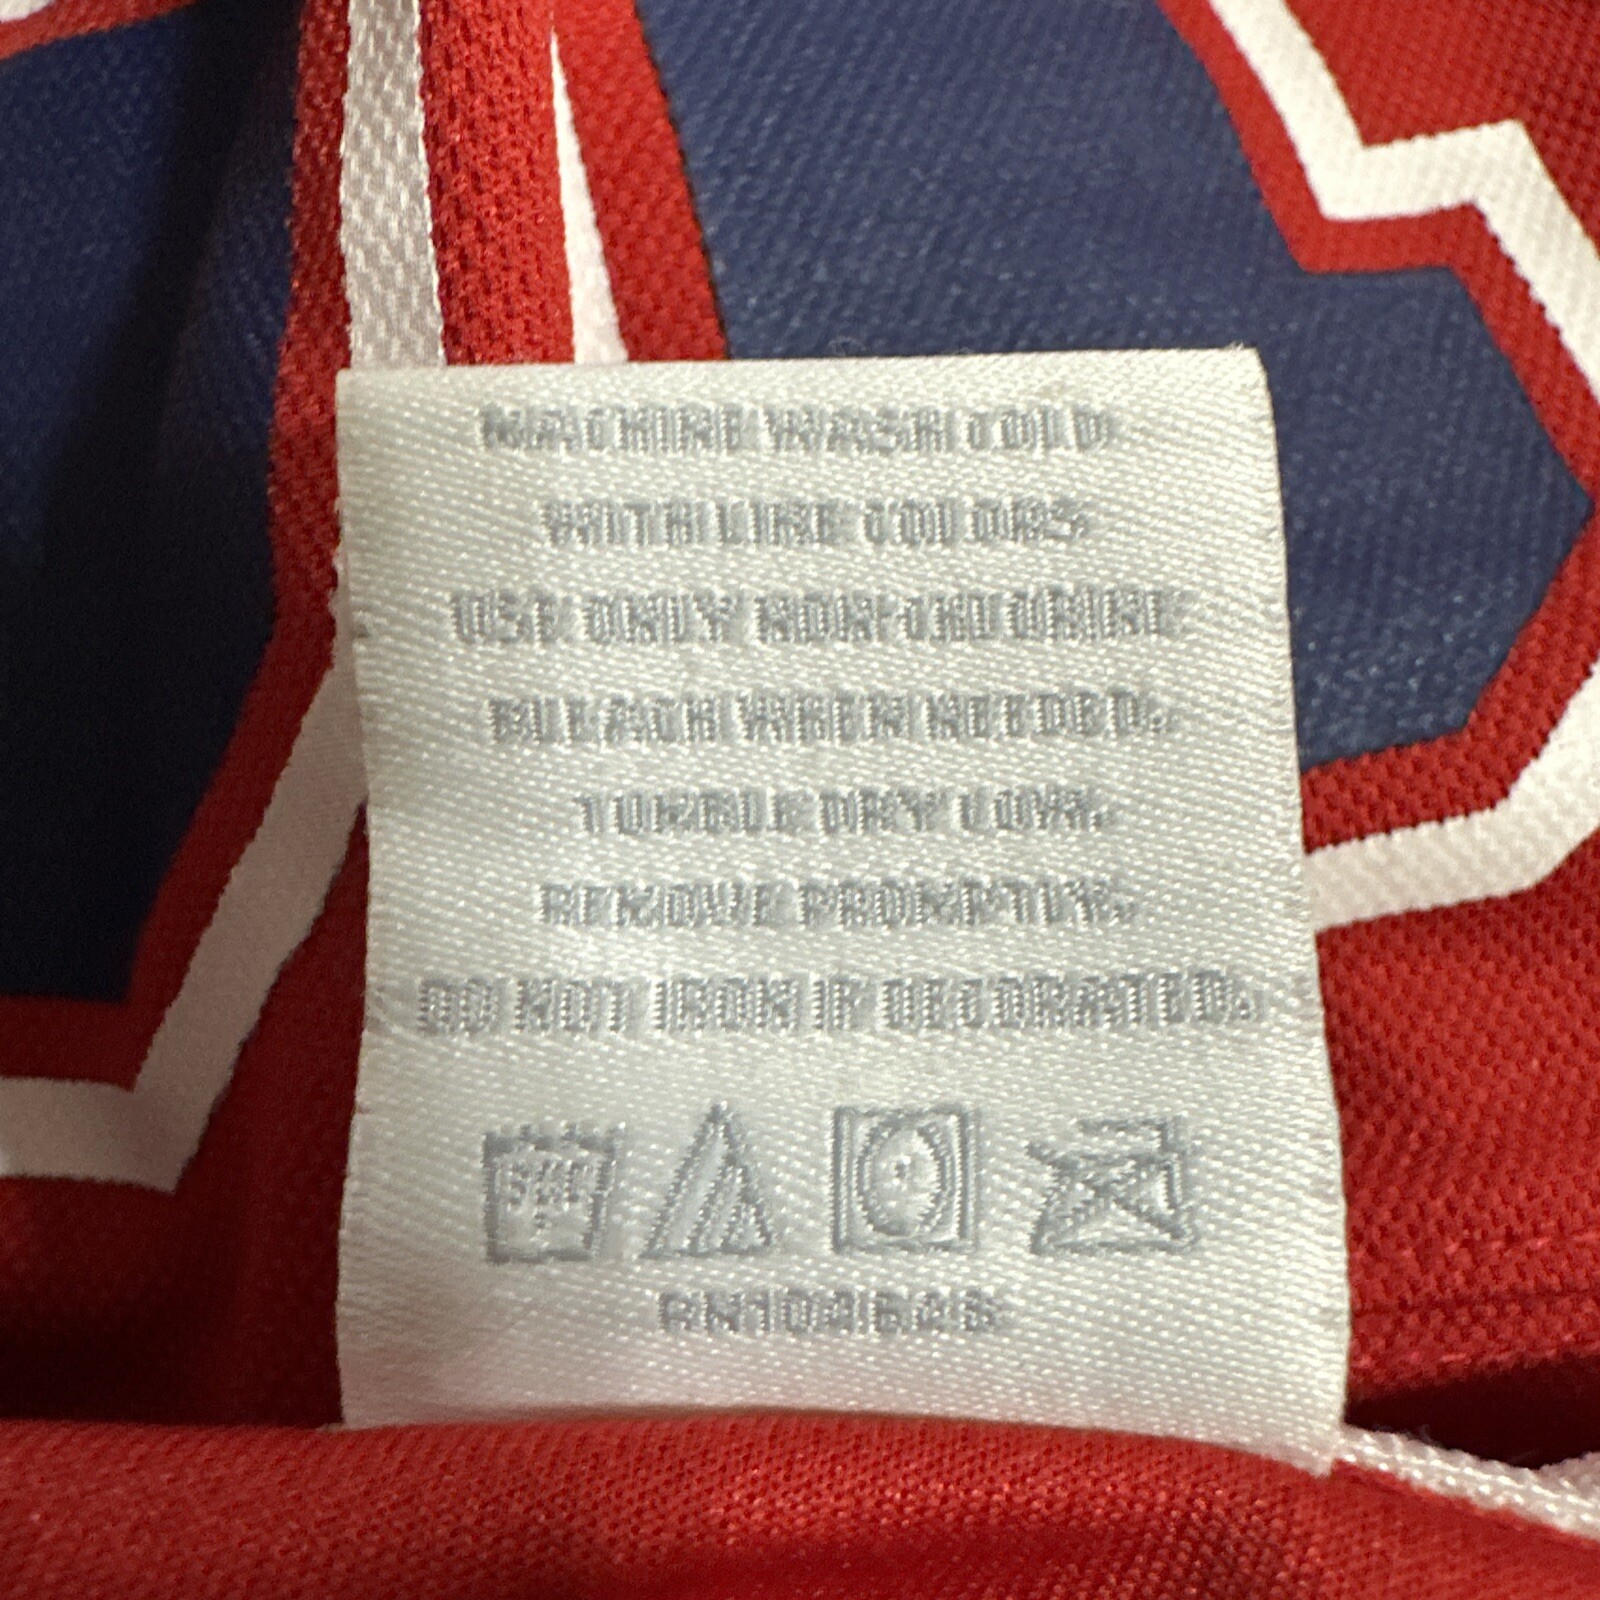 MACHINE WASH COLD
WITH LIKE COLORS
USE ONLY NON-CHLORINE
BLEACH WHEN NEEDED.
TUMBLE DRY LOW.
REMOVE PROMPTLY.
DO NOT IRON IF DECORATED.